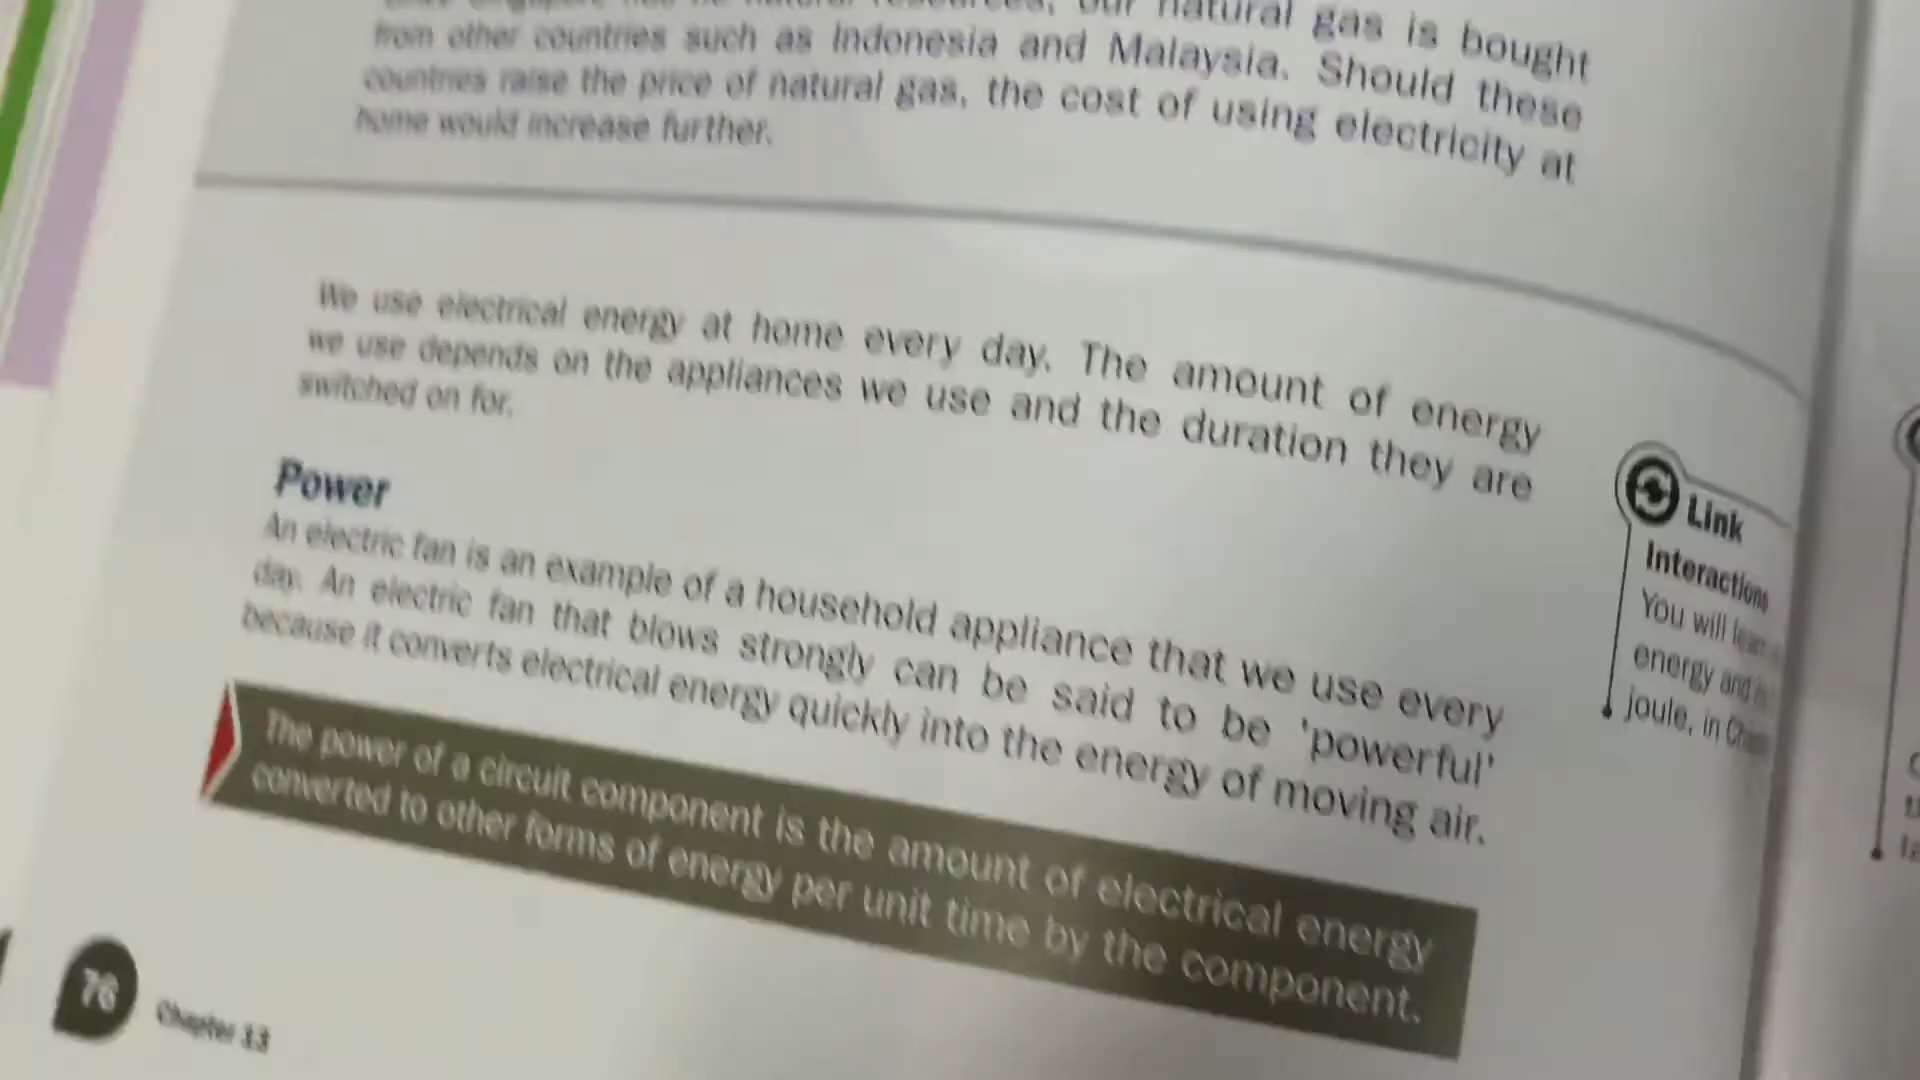 natural resources, our natural gas is bought
from other countries such as Indonesia and Malaysia. Should these
countries raise the price of natural gas, the cost of using electricity at
home would increase further.
We use electrical energy at home every day. The amount of energy
we use depends on the appliances we use and the duration they are
switched on for.
Power
An electric fan is an example of a household appliance that we use every
day. An electric fan that blows strongly can be said to be 'powerful'
because it converts electrical energy quickly into the energy of moving air.
The power of a circuit component is the amount of electrical energy
converted to other forms of energy per unit time by the component.
76
Chapter 13
Link
Interactions
You will learn
energy and
joule, in